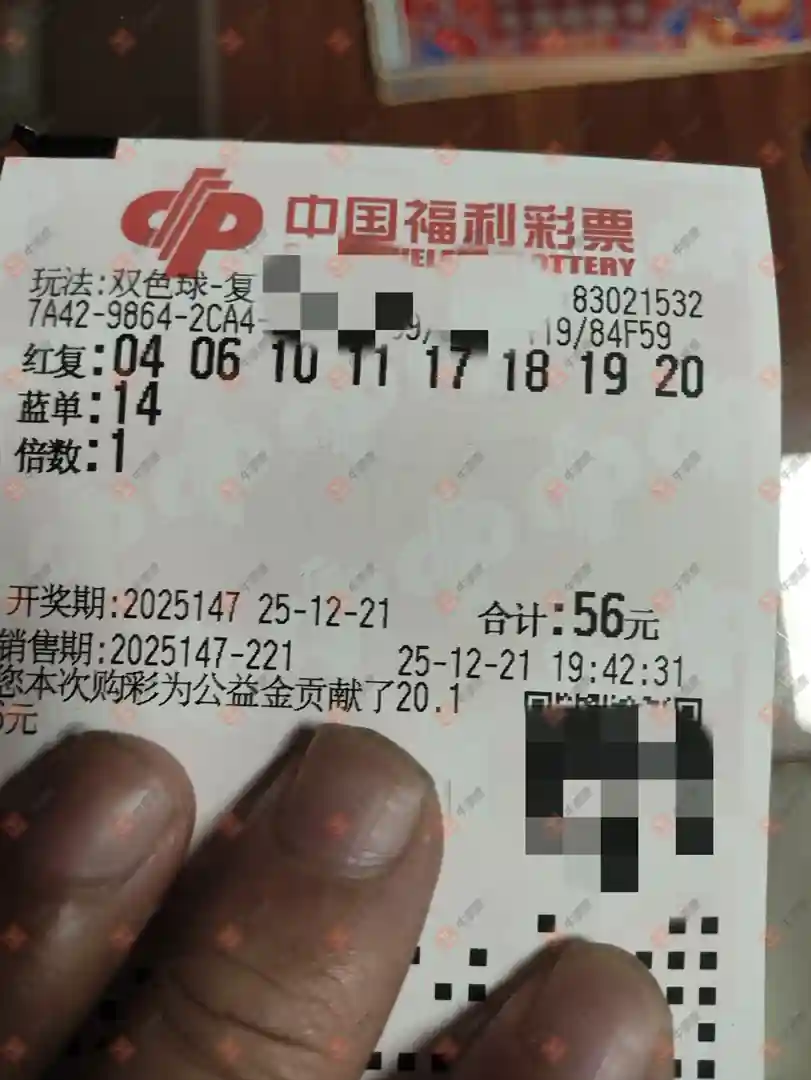 中国福利彩票
玩法:双色球-复 83021532
7A42-9864-2CA4- 19/84F59
红复:04 06 10 11 17 18 19 20
蓝单:14
倍数:1
开奖期:2025147 25-12-21 合计:56元
销售期:2025147-221 25-12-21 19:42:31
您本次购彩为公益金贡献了20.1
6元